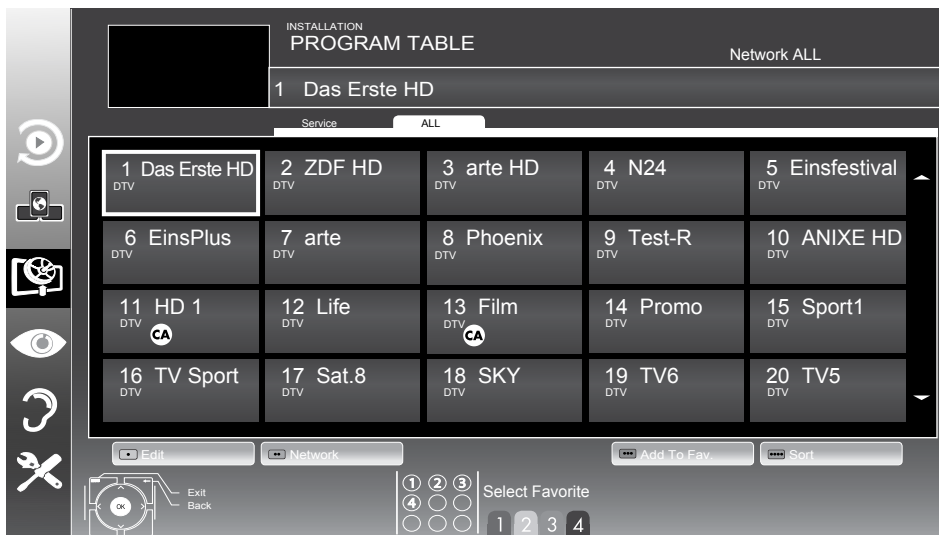 INSTALLATION
PROGRAM TABLE
Network ALL
1 Das Erste HD
Service ALL
1 Das Erste HD
DTV
2 ZDF HD
DTV
3 arte HD
DTV
4 N24
DTV
5 Einsfestival
DTV
6 EinsPlus
DTV
7 arte
DTV
8 Phoenix
DTV
9 Test-R
DTV
10 ANIXE HD
DTV
11 HD 1
DTV
CA
12 Life
DTV
13 Film
DTV
CA
14 Promo
DTV
15 Sport1
DTV
16 TV Sport
DTV
17 Sat.8
DTV
18 SKY
DTV
19 TV6
DTV
20 TV5
DTV
Edit
Network
Add To Fav.
Sort
OK
Exit
Back
1 2 3
4
Select Favorite
1 2 3 4